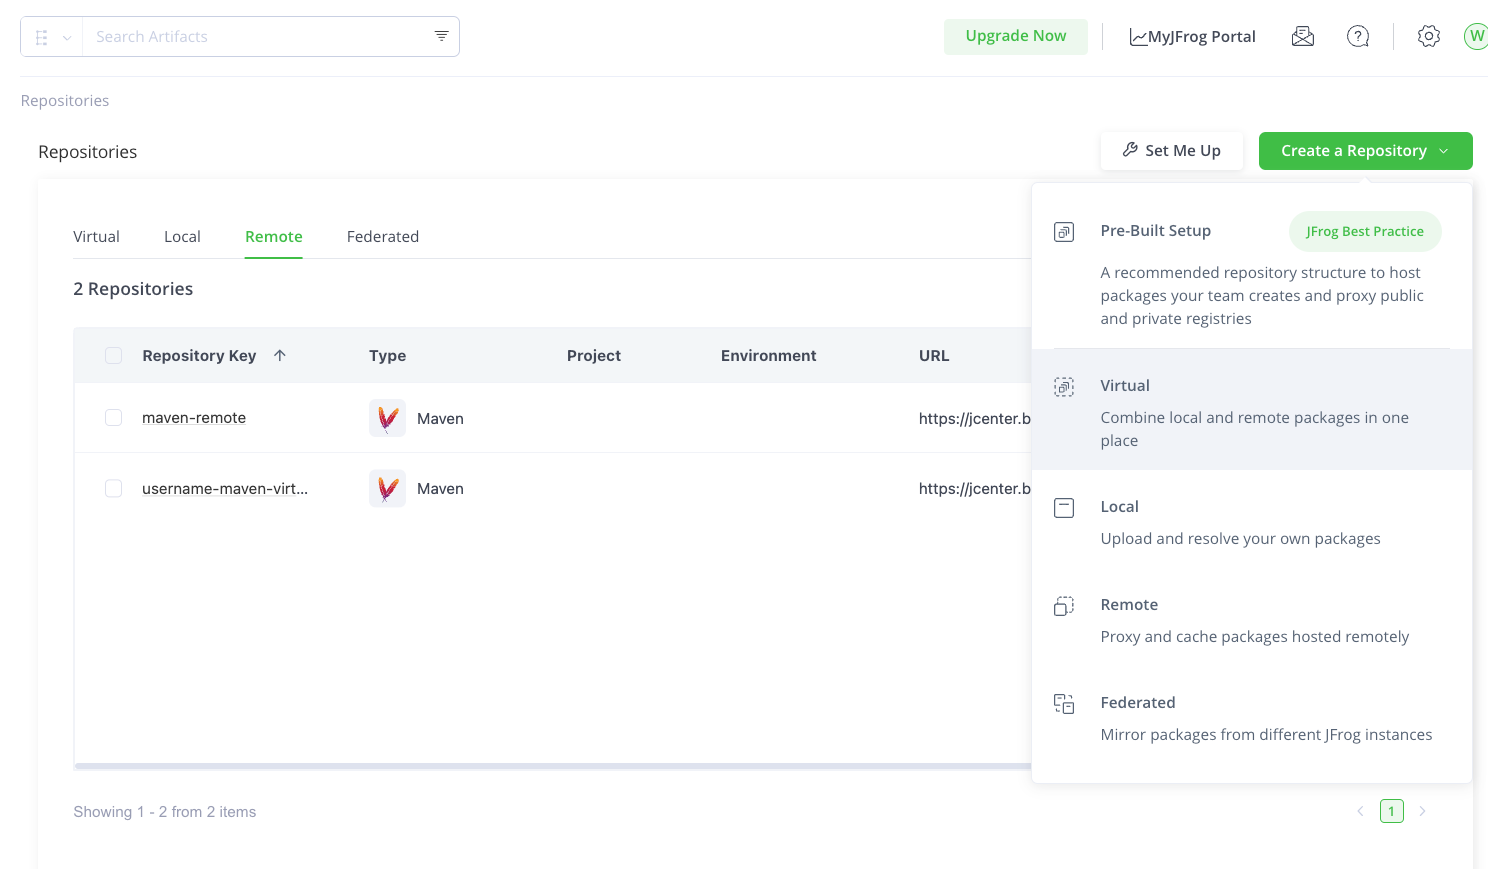 Search Artifacts
Upgrade Now
MyJFrog Portal
W
Repositories
Repositories
Set Me Up
Create a Repository
Virtual
Local
Remote
Federated
2 Repositories
Repository Key
Type
Project
Environment
URL
maven-remote
Maven
https://jcenter.b
username-maven-virt...
Maven
https://jcenter.b
Showing 1 - 2 from 2 items
1
Pre-Built Setup
JFrog Best Practice
A recommended repository structure to host
packages your team creates and proxy public
and private registries
Virtual
Combine local and remote packages in one
place
Local
Upload and resolve your own packages
Remote
Proxy and cache packages hosted remotely
Federated
Mirror packages from different JFrog instances